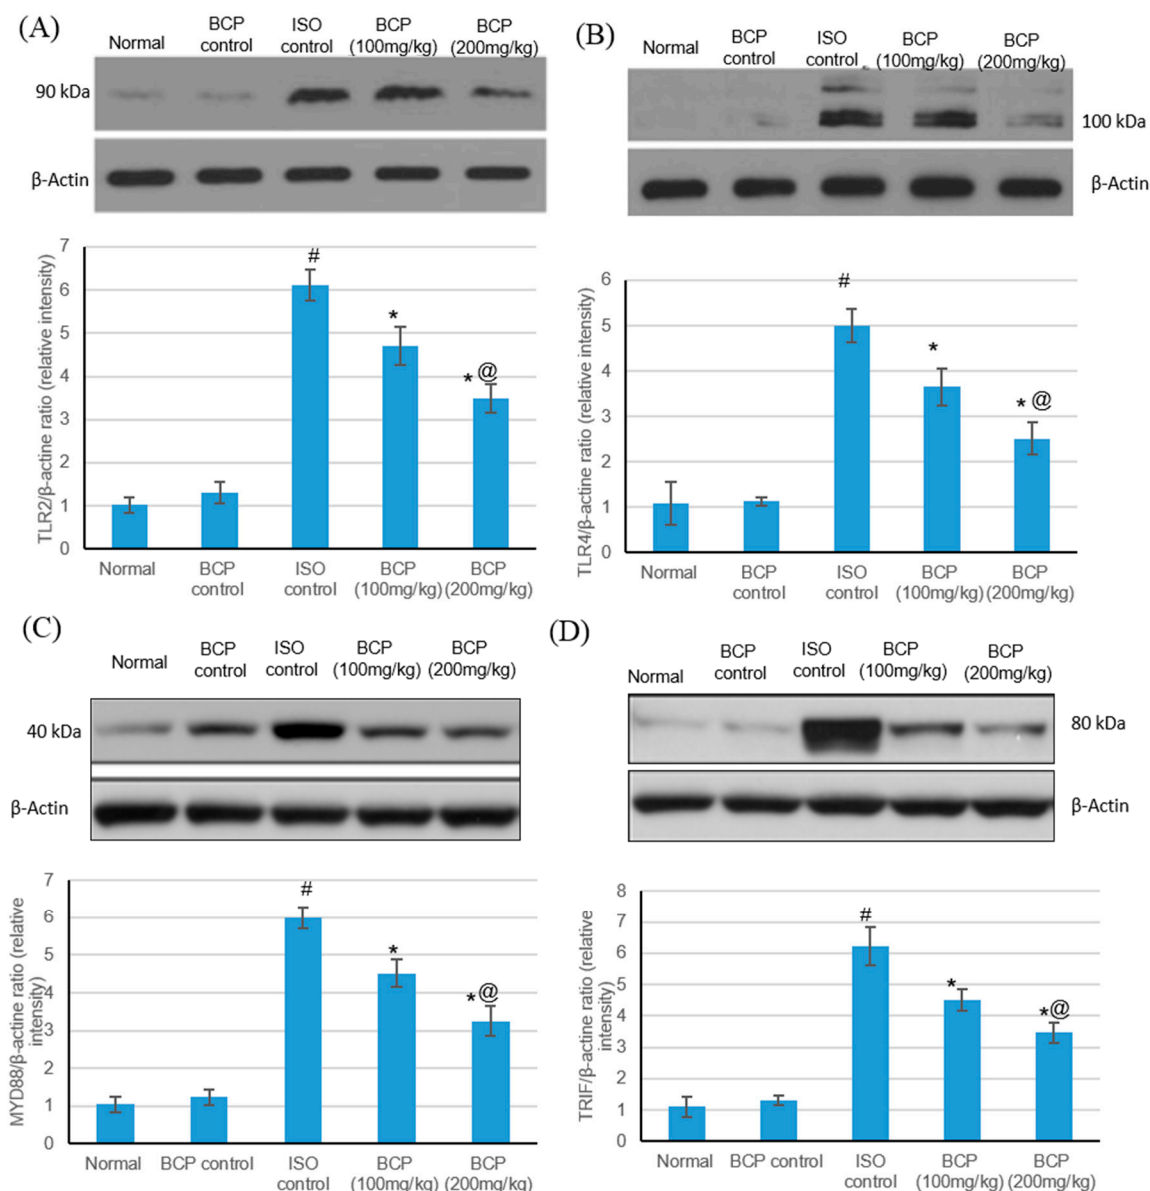 (A)
Normal
BCP
control
ISO
control
BCP
(100mg/kg)
BCP
(200mg/kg)
90 kDa
β-Actin
TLR2/β-actine ratio (relative intensity)
7
6
5
4
3
2
1
0
#
*
* @
Normal
BCP
control
ISO
control
BCP
(100mg/kg)
BCP
(200mg/kg)
(B)
Normal
BCP
control
ISO
control
BCP
(100mg/kg)
BCP
(200mg/kg)
100 kDa
β-Actin
TLR4/β-actine ratio (relative intensity)
6
5
4
3
2
1
0
#
*
* @
Normal
BCP
control
ISO
control
BCP
(100mg/kg)
BCP
(200mg/kg)
(C)
Normal
BCP
control
ISO
control
BCP
(100mg/kg)
BCP
(200mg/kg)
40 kDa
β-Actin
MYD88/β-actine ratio (relative
intensity)
7
6
5
4
3
2
1
0
#
*
* @
Normal
BCP control
ISO
control
BCP
(100mg/kg)
BCP
(200mg/kg)
(D)
Normal
BCP
control
ISO
control
BCP
(100mg/kg)
BCP
(200mg/kg)
80 kDa
β-Actin
TRIF/β-actine ratio (relative
intensity)
8
7
6
5
4
3
2
1
0
#
*
*@
Normal
BCP control
ISO
control
BCP
(100mg/kg)
BCP
(200mg/kg)